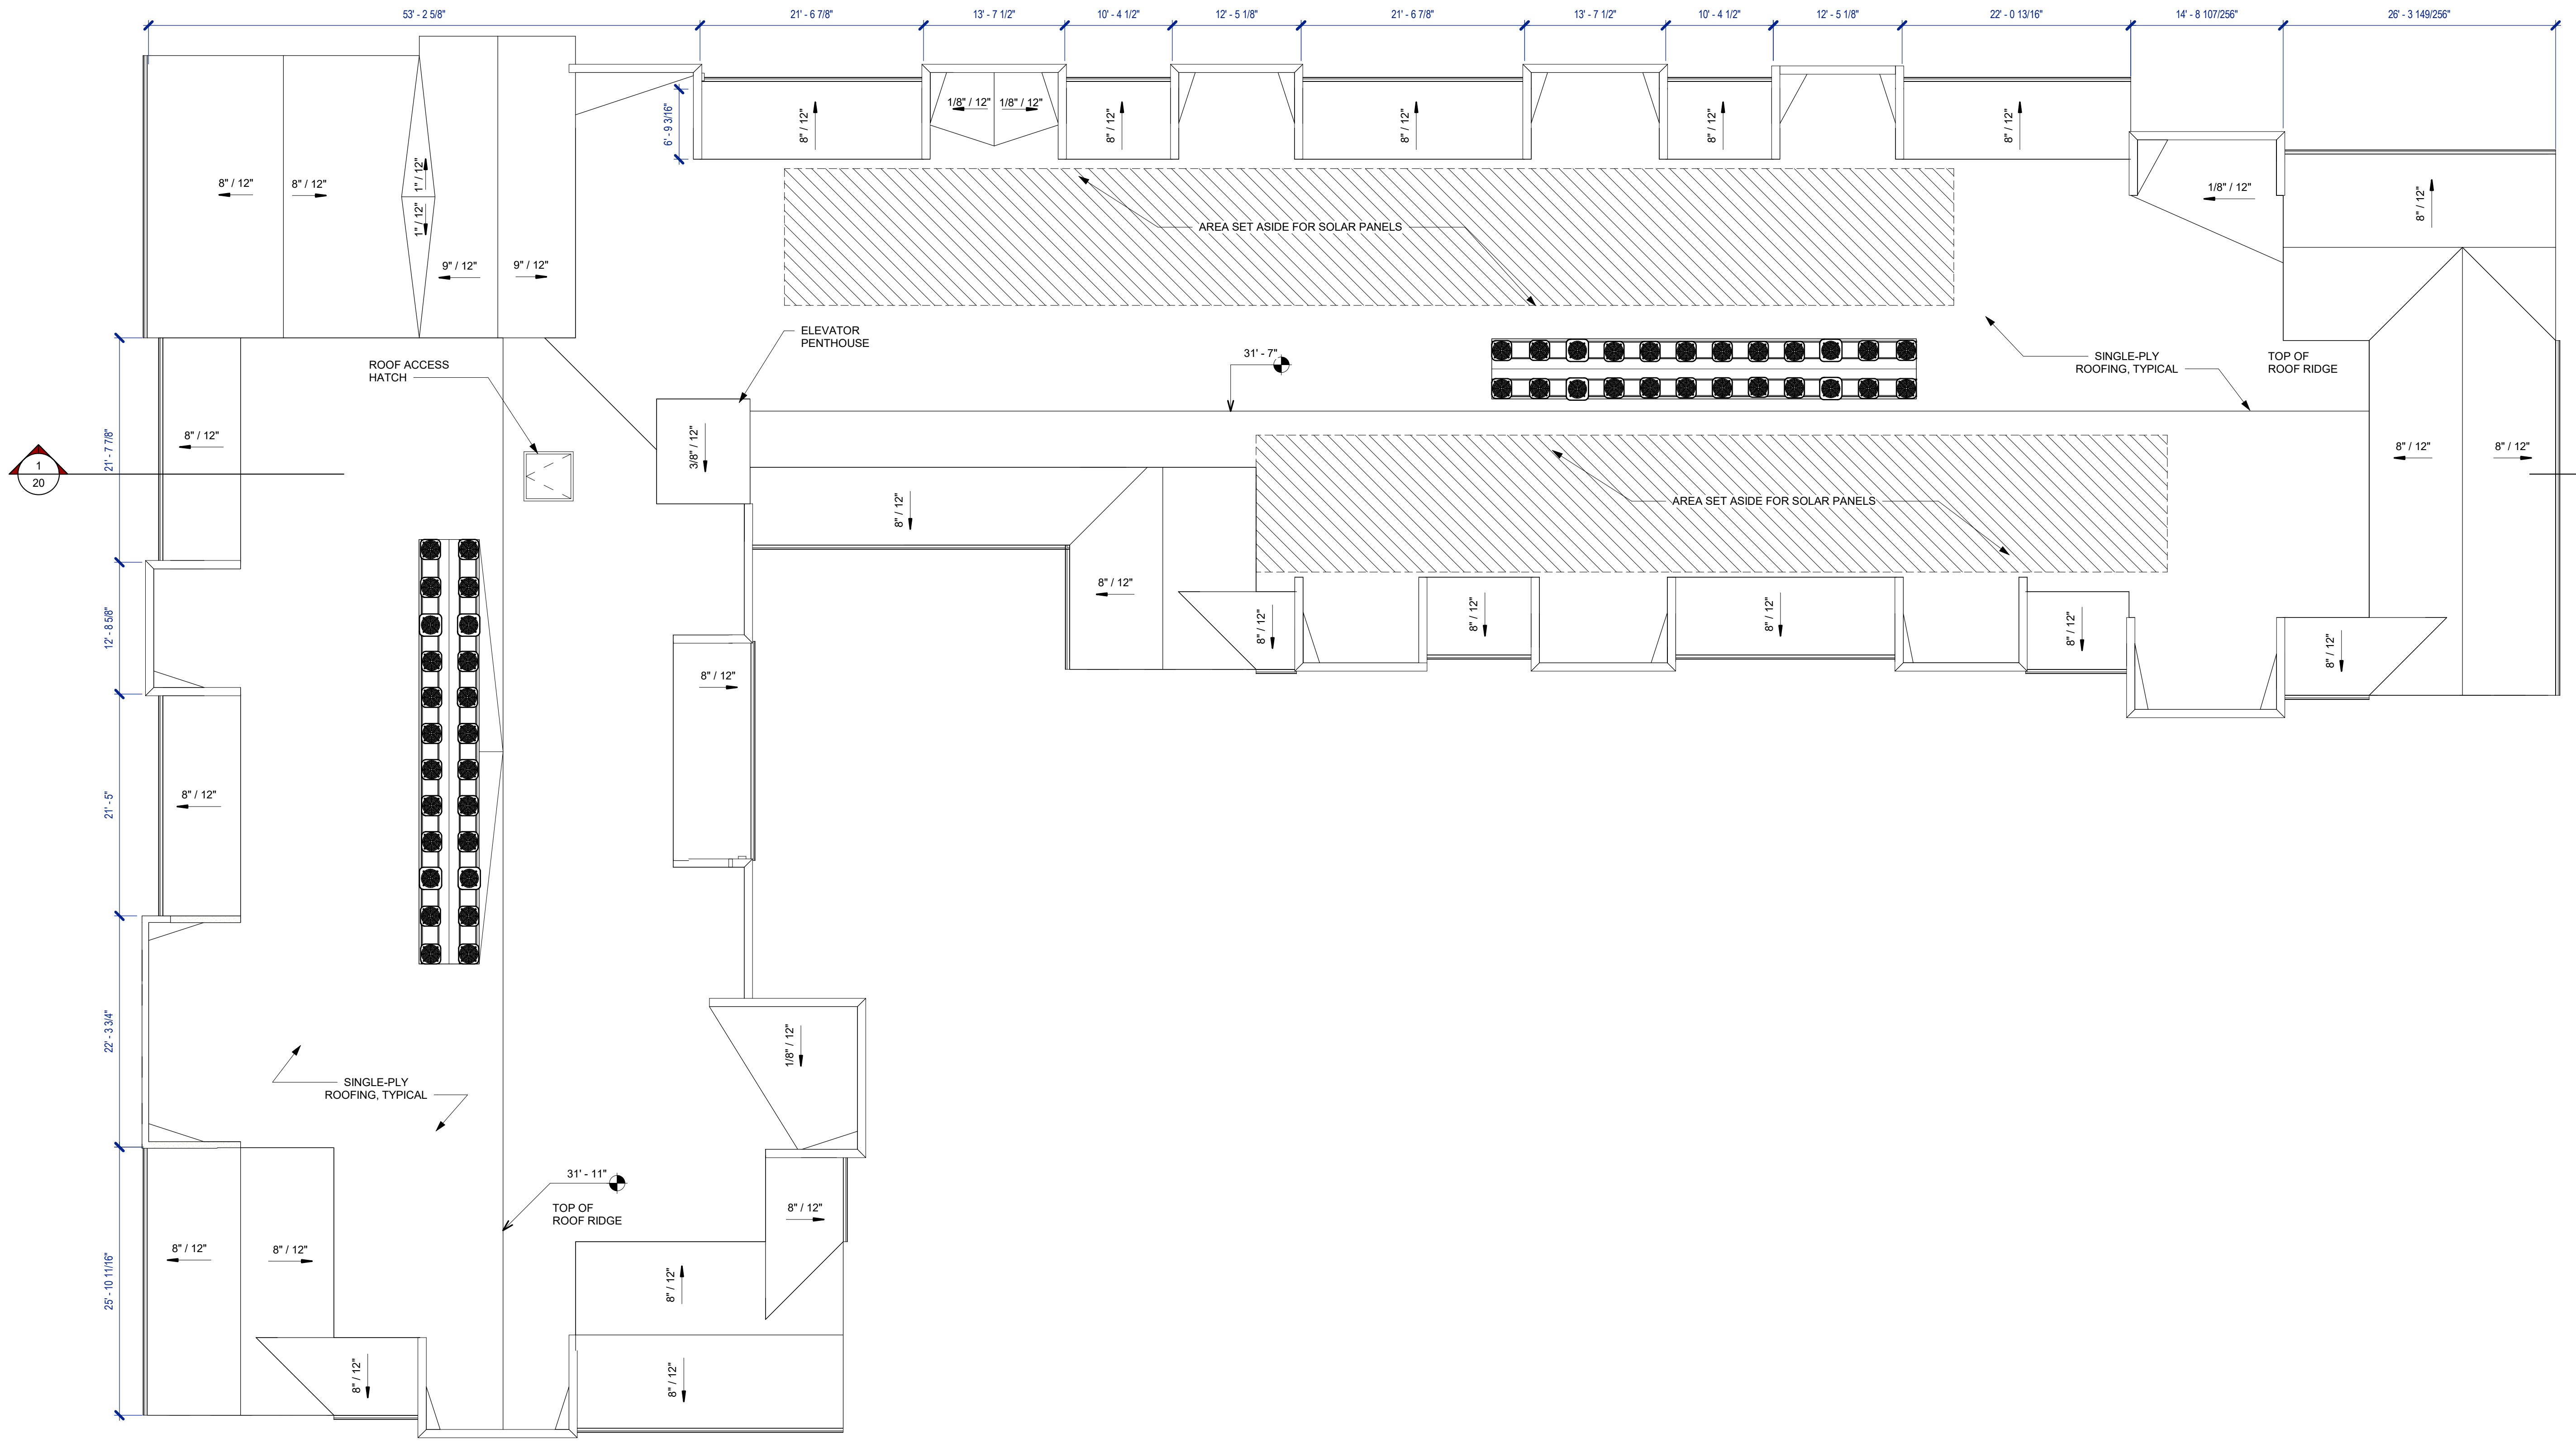 53' - 2 5/8"
21' - 6 7/8"
13' - 7 1/2"
10' - 4 1/2"
12' - 5 1/8"
21' - 6 7/8"
13' - 7 1/2"
10' - 4 1/2"
12' - 5 1/8"
22' - 0 13/16"
14' - 8 107/256"
26' - 3 149/256"
6' - 9 3/16"
8" / 12"
1/8" / 12"
1/8" / 12"
8" / 12"
8" / 12"
8" / 12"
8" / 12"
8" / 12"
8" / 12"
1" / 12"
1" / 12"
9" / 12"
9" / 12"
1/8" / 12"
8" / 12"
AREA SET ASIDE FOR SOLAR PANELS
ELEVATOR
PENTHOUSE
ROOF ACCESS
HATCH
31' - 7"
SINGLE-PLY
ROOFING, TYPICAL
TOP OF
ROOF RIDGE
21' - 7 7/8"
8" / 12"
3/8" / 12"
8" / 12"
8" / 12"
1
20
8" / 12"
AREA SET ASIDE FOR SOLAR PANELS
8" / 12"
8" / 12"
8" / 12"
8" / 12"
8" / 12"
8" / 12"
12' - 8 5/8"
8" / 12"
21' - 5"
8" / 12"
22' - 3 3/4"
1/8" / 12"
SINGLE-PLY
ROOFING, TYPICAL
31' - 11"
TOP OF
ROOF RIDGE
8" / 12"
25' - 10 11/16"
8" / 12"
8" / 12"
8" / 12"
8" / 12"
8" / 12"